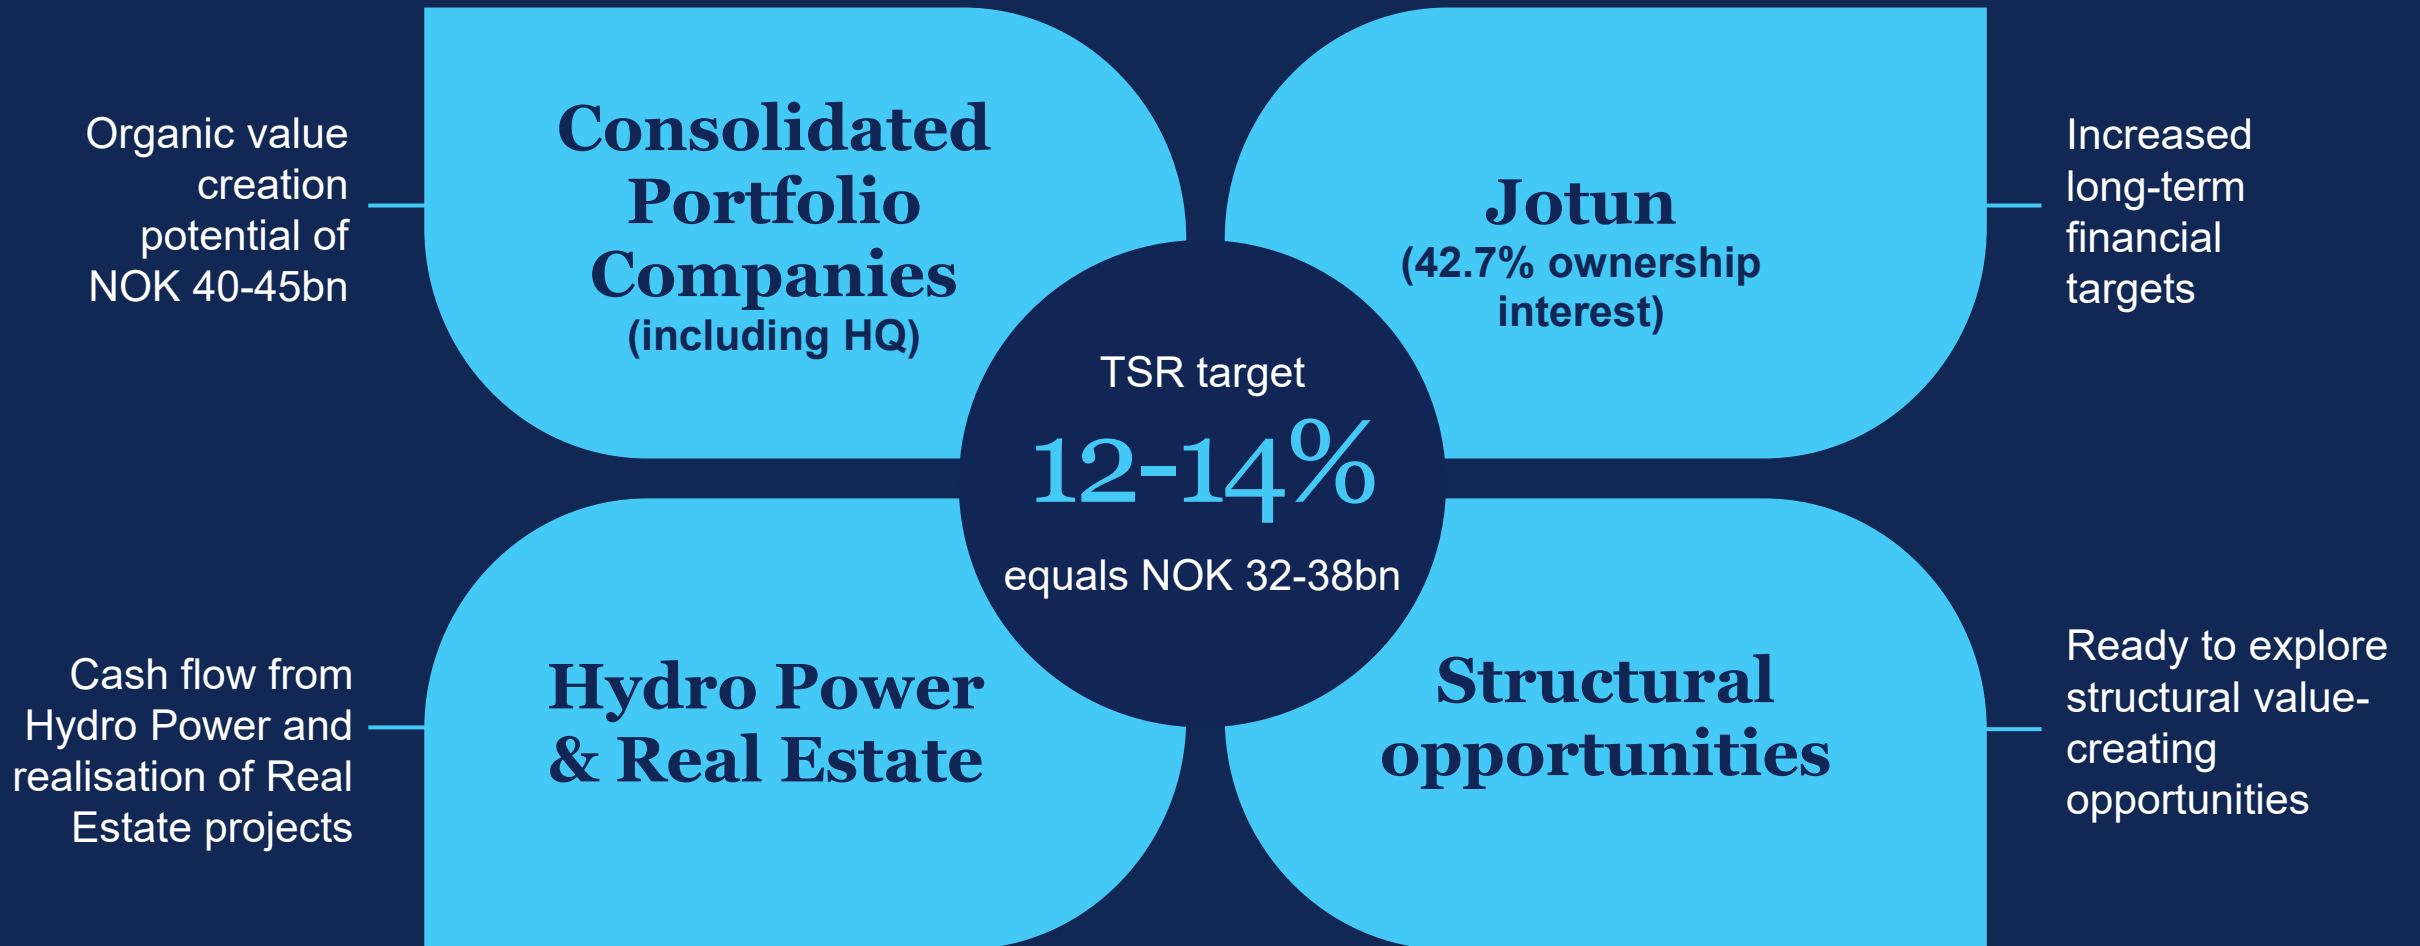 Organic value
creation
potential of
NOK 40-45bn
Consolidated
Portfolio
Companies
(including HQ)
Jotun
(42.7% ownership
interest)
Increased
long-term
financial
targets
TSR target
12-14%
equals NOK 32-38bn
Cash flow from
Hydro Power and
realisation of Real
Estate projects
Hydro Power
& Real Estate
Structural
opportunities
Ready to explore
structural value-
creating
opportunities